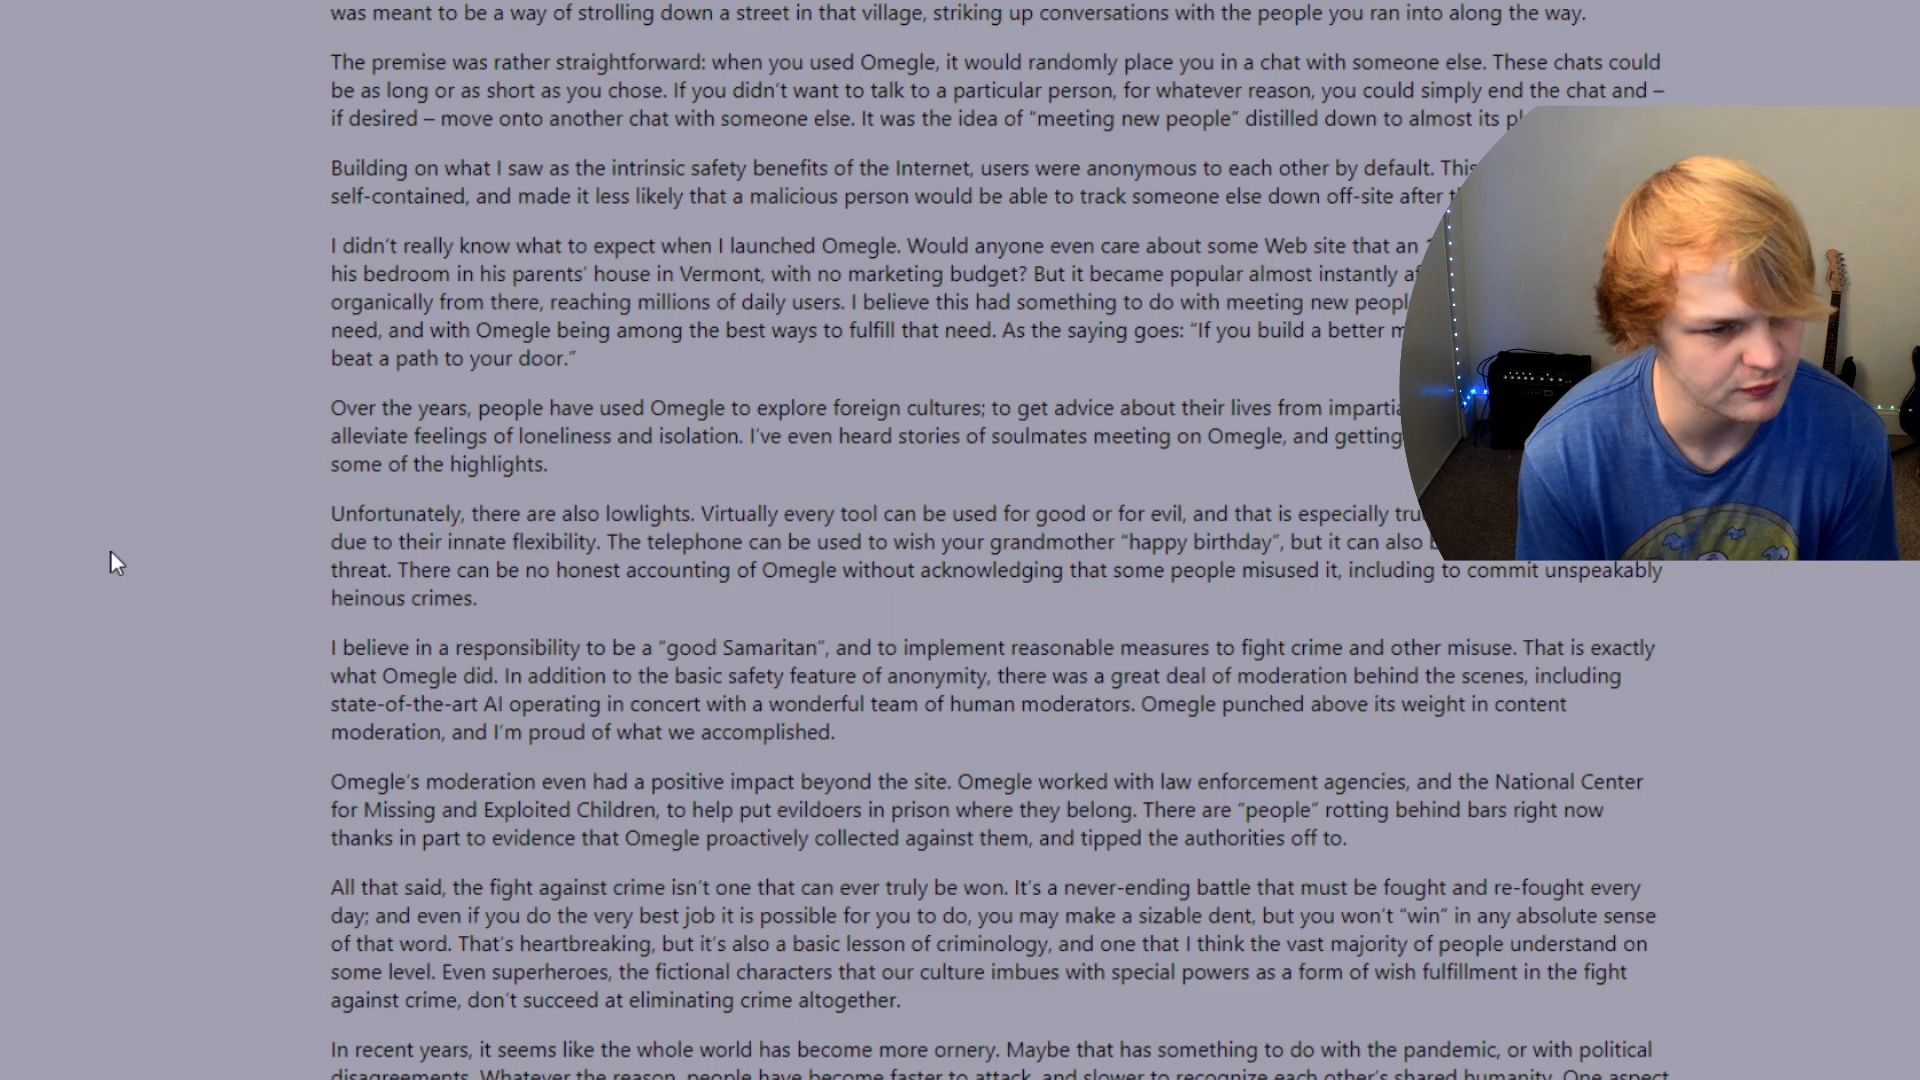 was meant to be a way of strolling down a street in that village, striking up conversations with the people you ran into along the way.
The premise was rather straightforward: when you used Omegle, it would randomly place you in a chat with someone else. These chats could
be as long or as short as you chose. If you didn't want to talk to a particular person, for whatever reason, you could simply end the chat and –
if desired – move onto another chat with someone else. It was the idea of “meeting new people” distilled down to almost its
Building on what I saw as the intrinsic safety benefits of the Internet, users were anonymous to each other by default. This
self-contained, and made it less likely that a malicious person would be able to track someone else down off-site after
I didn't really know what to expect when I launched Omegle. Would anyone even care about some Web site that an
his bedroom in his parents' house in Vermont, with no marketing budget? But it became popular almost instantly
organically from there, reaching millions of daily users. I believe this had something to do with meeting new
need, and with Omegle being among the best ways to fulfill that need. As the saying goes: “If you build a better
beat a path to your door.”
Over the years, people have used Omegle to explore foreign cultures; to get advice about their lives from
alleviate feelings of loneliness and isolation. I've even heard stories of soulmates meeting on Omegle, and getting
some of the highlights.
Unfortunately, there are also lowlights. Virtually every tool can be used for good or for evil, and that is especially
due to their innate flexibility. The telephone can be used to wish your grandmother “happy birthday”, but it can also
threat. There can be no honest accounting of Omegle without acknowledging that some people misused it, including to commit unspeakably
heinous crimes.
I believe in a responsibility to be a “good Samaritan”, and to implement reasonable measures to fight crime and other misuse. That is exactly
what Omegle did. In addition to the basic safety feature of anonymity, there was a great deal of moderation behind the scenes, including
state-of-the-art AI operating in concert with a wonderful team of human moderators. Omegle punched above its weight in content
moderation, and I'm proud of what we accomplished.
Omegle's moderation even had a positive impact beyond the site. Omegle worked with law enforcement agencies, and the National Center
for Missing and Exploited Children, to help put evildoers in prison where they belong. There are “people” rotting behind bars right now
thanks in part to evidence that Omegle proactively collected against them, and tipped the authorities off to.
All that said, the fight against crime isn't one that can ever truly be won. It's a never-ending battle that must be fought and re-fought every
day; and even if you do the very best job it is possible for you to do, you may make a sizable dent, but you won't “win” in any absolute sense
of that word. That's heartbreaking, but it's also a basic lesson of criminology, and one that I think the vast majority of people understand on
some level. Even superheroes, the fictional characters that our culture imbues with special powers as a form of wish fulfillment in the fight
against crime, don't succeed at eliminating crime altogether.
In recent years, it seems like the whole world has become more ornery. Maybe that has something to do with the pandemic, or with political
disagreements. Whatever the reason, people have become faster to attack, and slower to recognize each other's shared humanity. One aspect